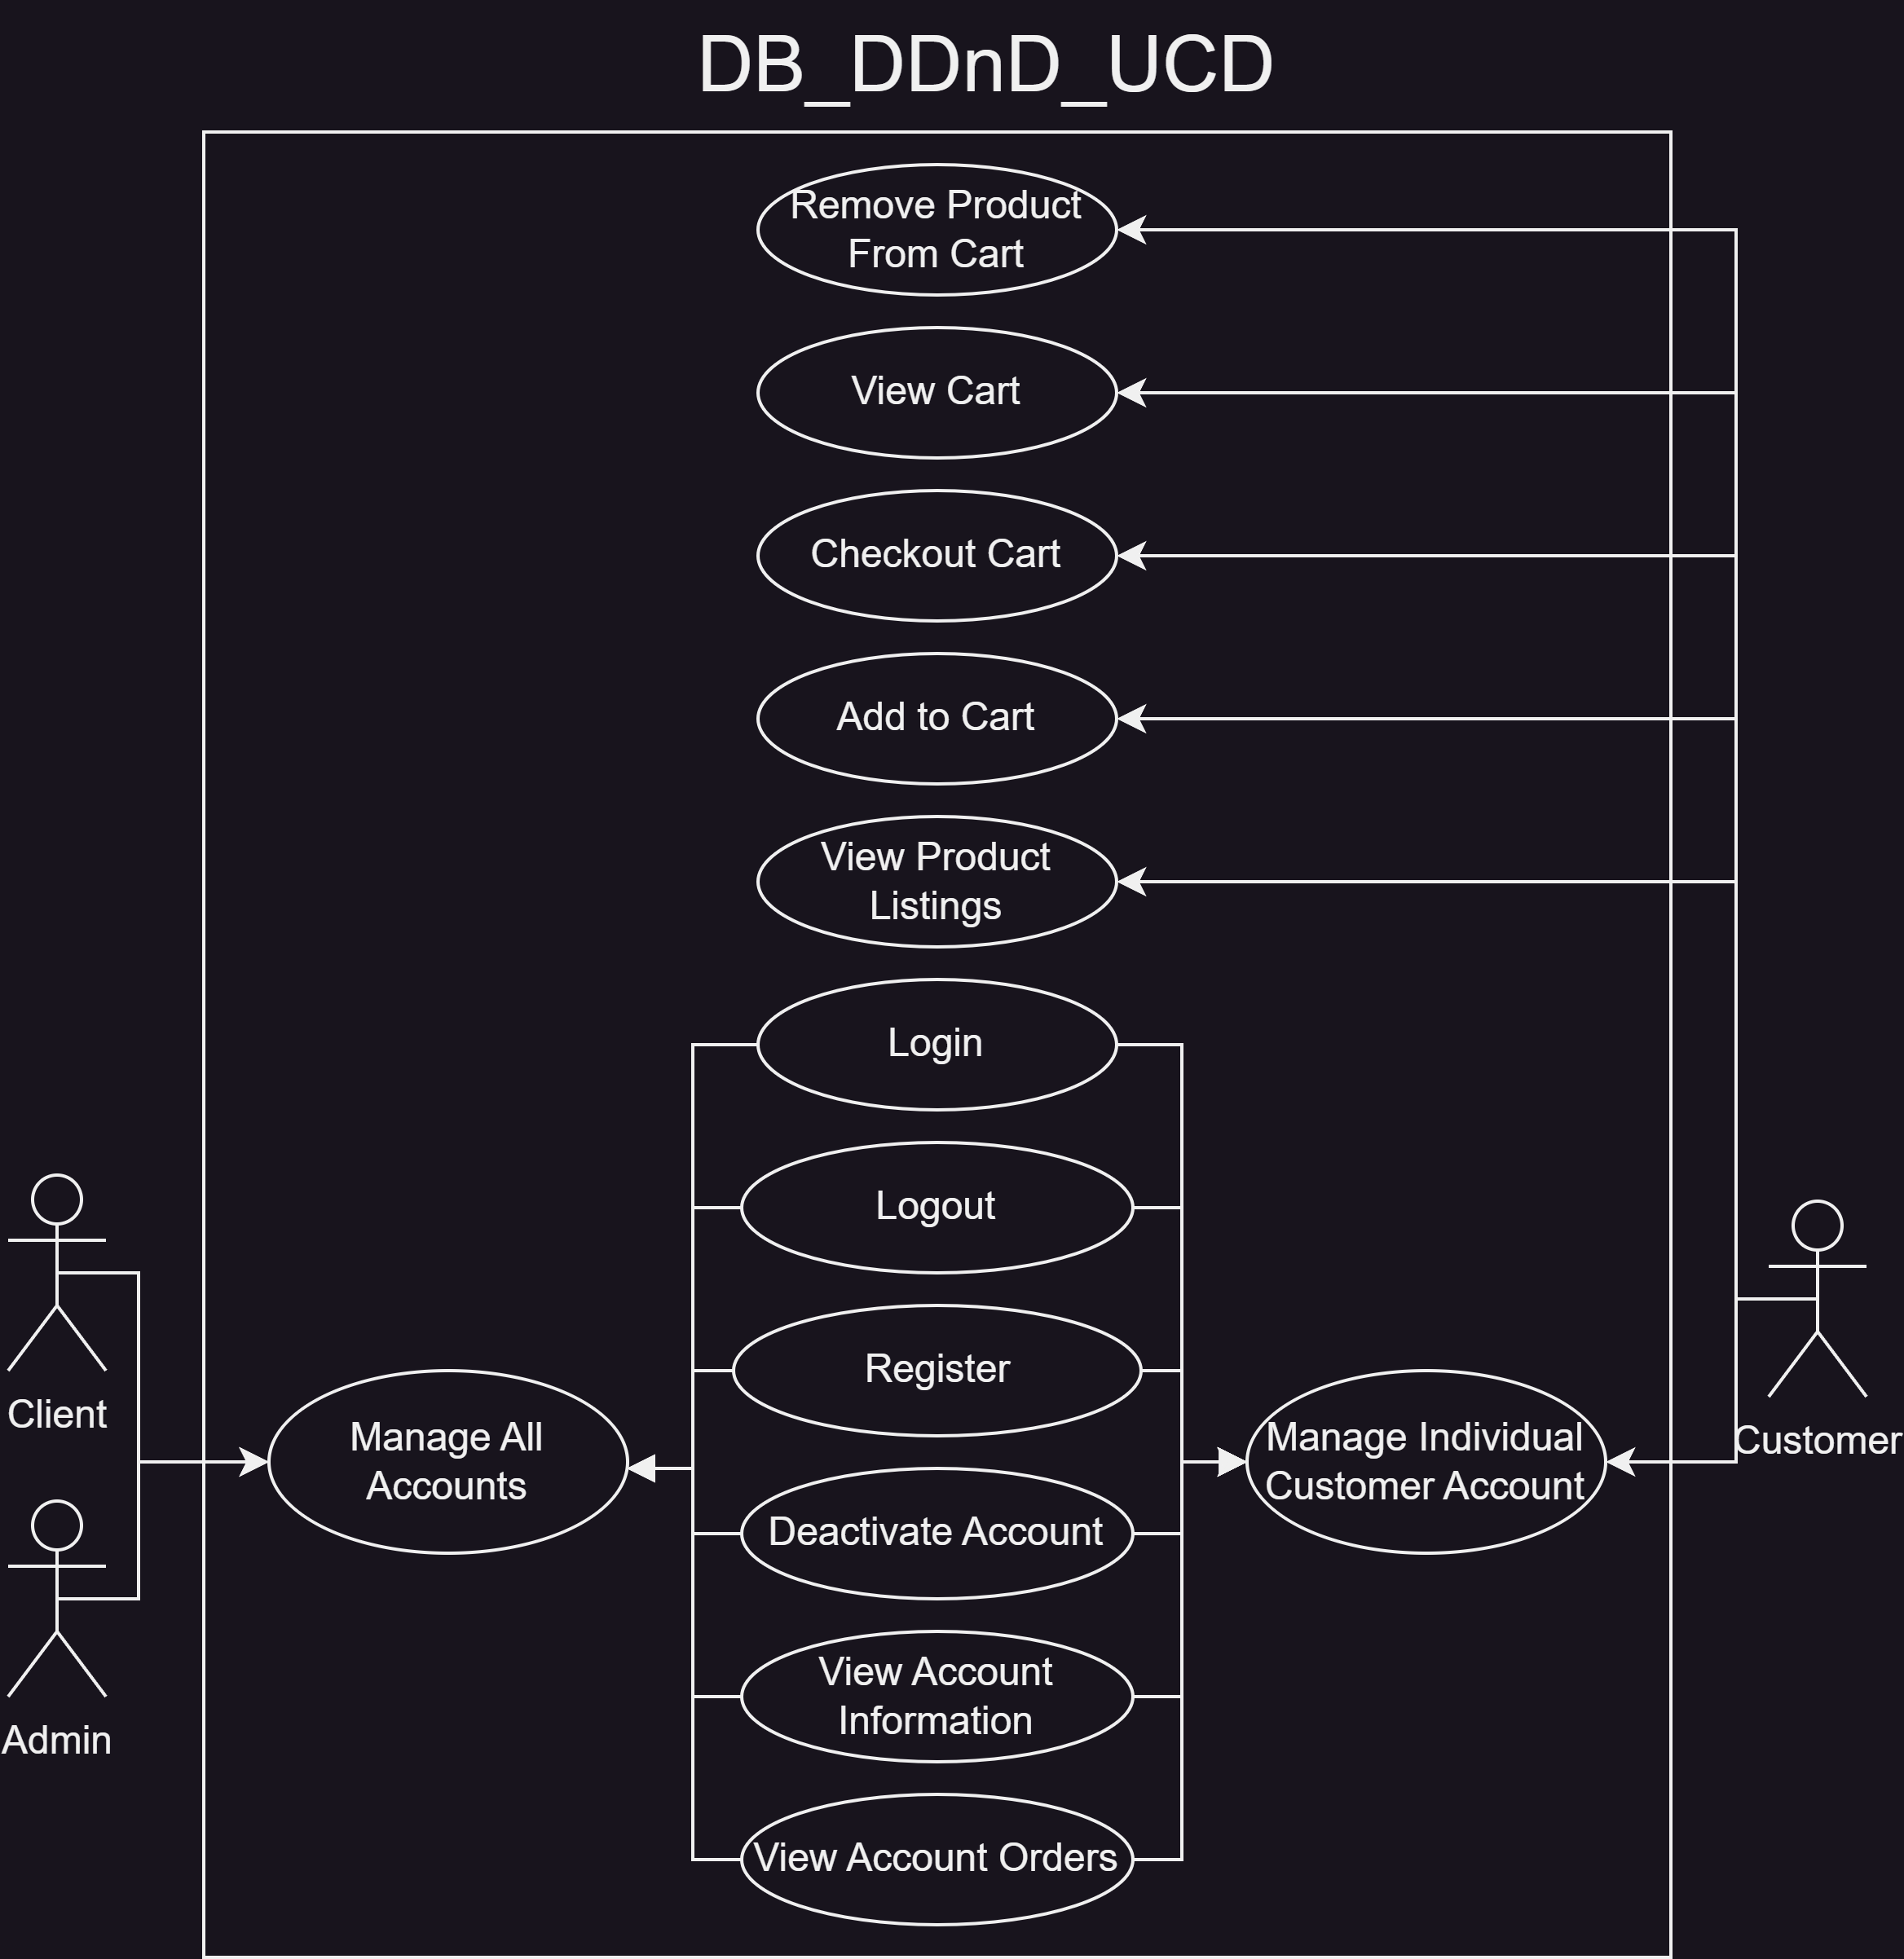 DB_DDnD_UCD
Remove Product
From Cart
View Cart
Checkout Cart
Add to Cart
View Product
Listings
Login
Logout
Register
Client
Manage All
Accounts
Manage Individual
Customer Account
Customer
Deactivate Account
View Account
Information
Admin
View Account Orders